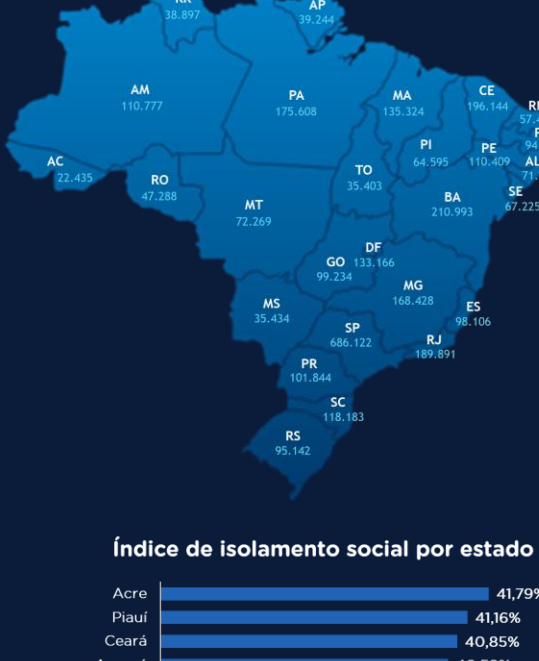 AP
38.897
39.244
AM
110.777
PA
175.608
MA
135.324
CE
196.144
PI
64.595
PE
110.409
AC
22.435
RO
47.288
TO
35.403
BA
210.993
SE
67.225
MT
72.269
DF
133.166
GO
99.234
MG
168.428
MS
35.434
ES
98.106
SP
686.122
RJ
189.891
PR
101.844
SC
118.183
RS
95.142
Índice de isolamento social por estado
Acre 41,79%
Piauí 41,16%
Ceará 40,85%